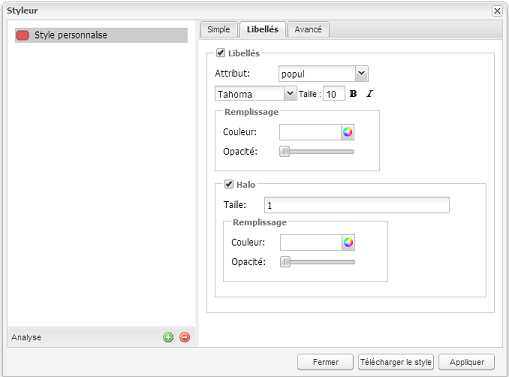 Styleur
Style personnalise
Simple
Libellés
Avancé
Libellés
Attribut:
popul
Tahoma
Taille :
10
B
I
Remplissage
Couleur:
Opacité:
Halo
Taille:
1
Remplissage
Couleur:
Opacité:
Analyse
Fermer
Télécharger le style
Appliquer